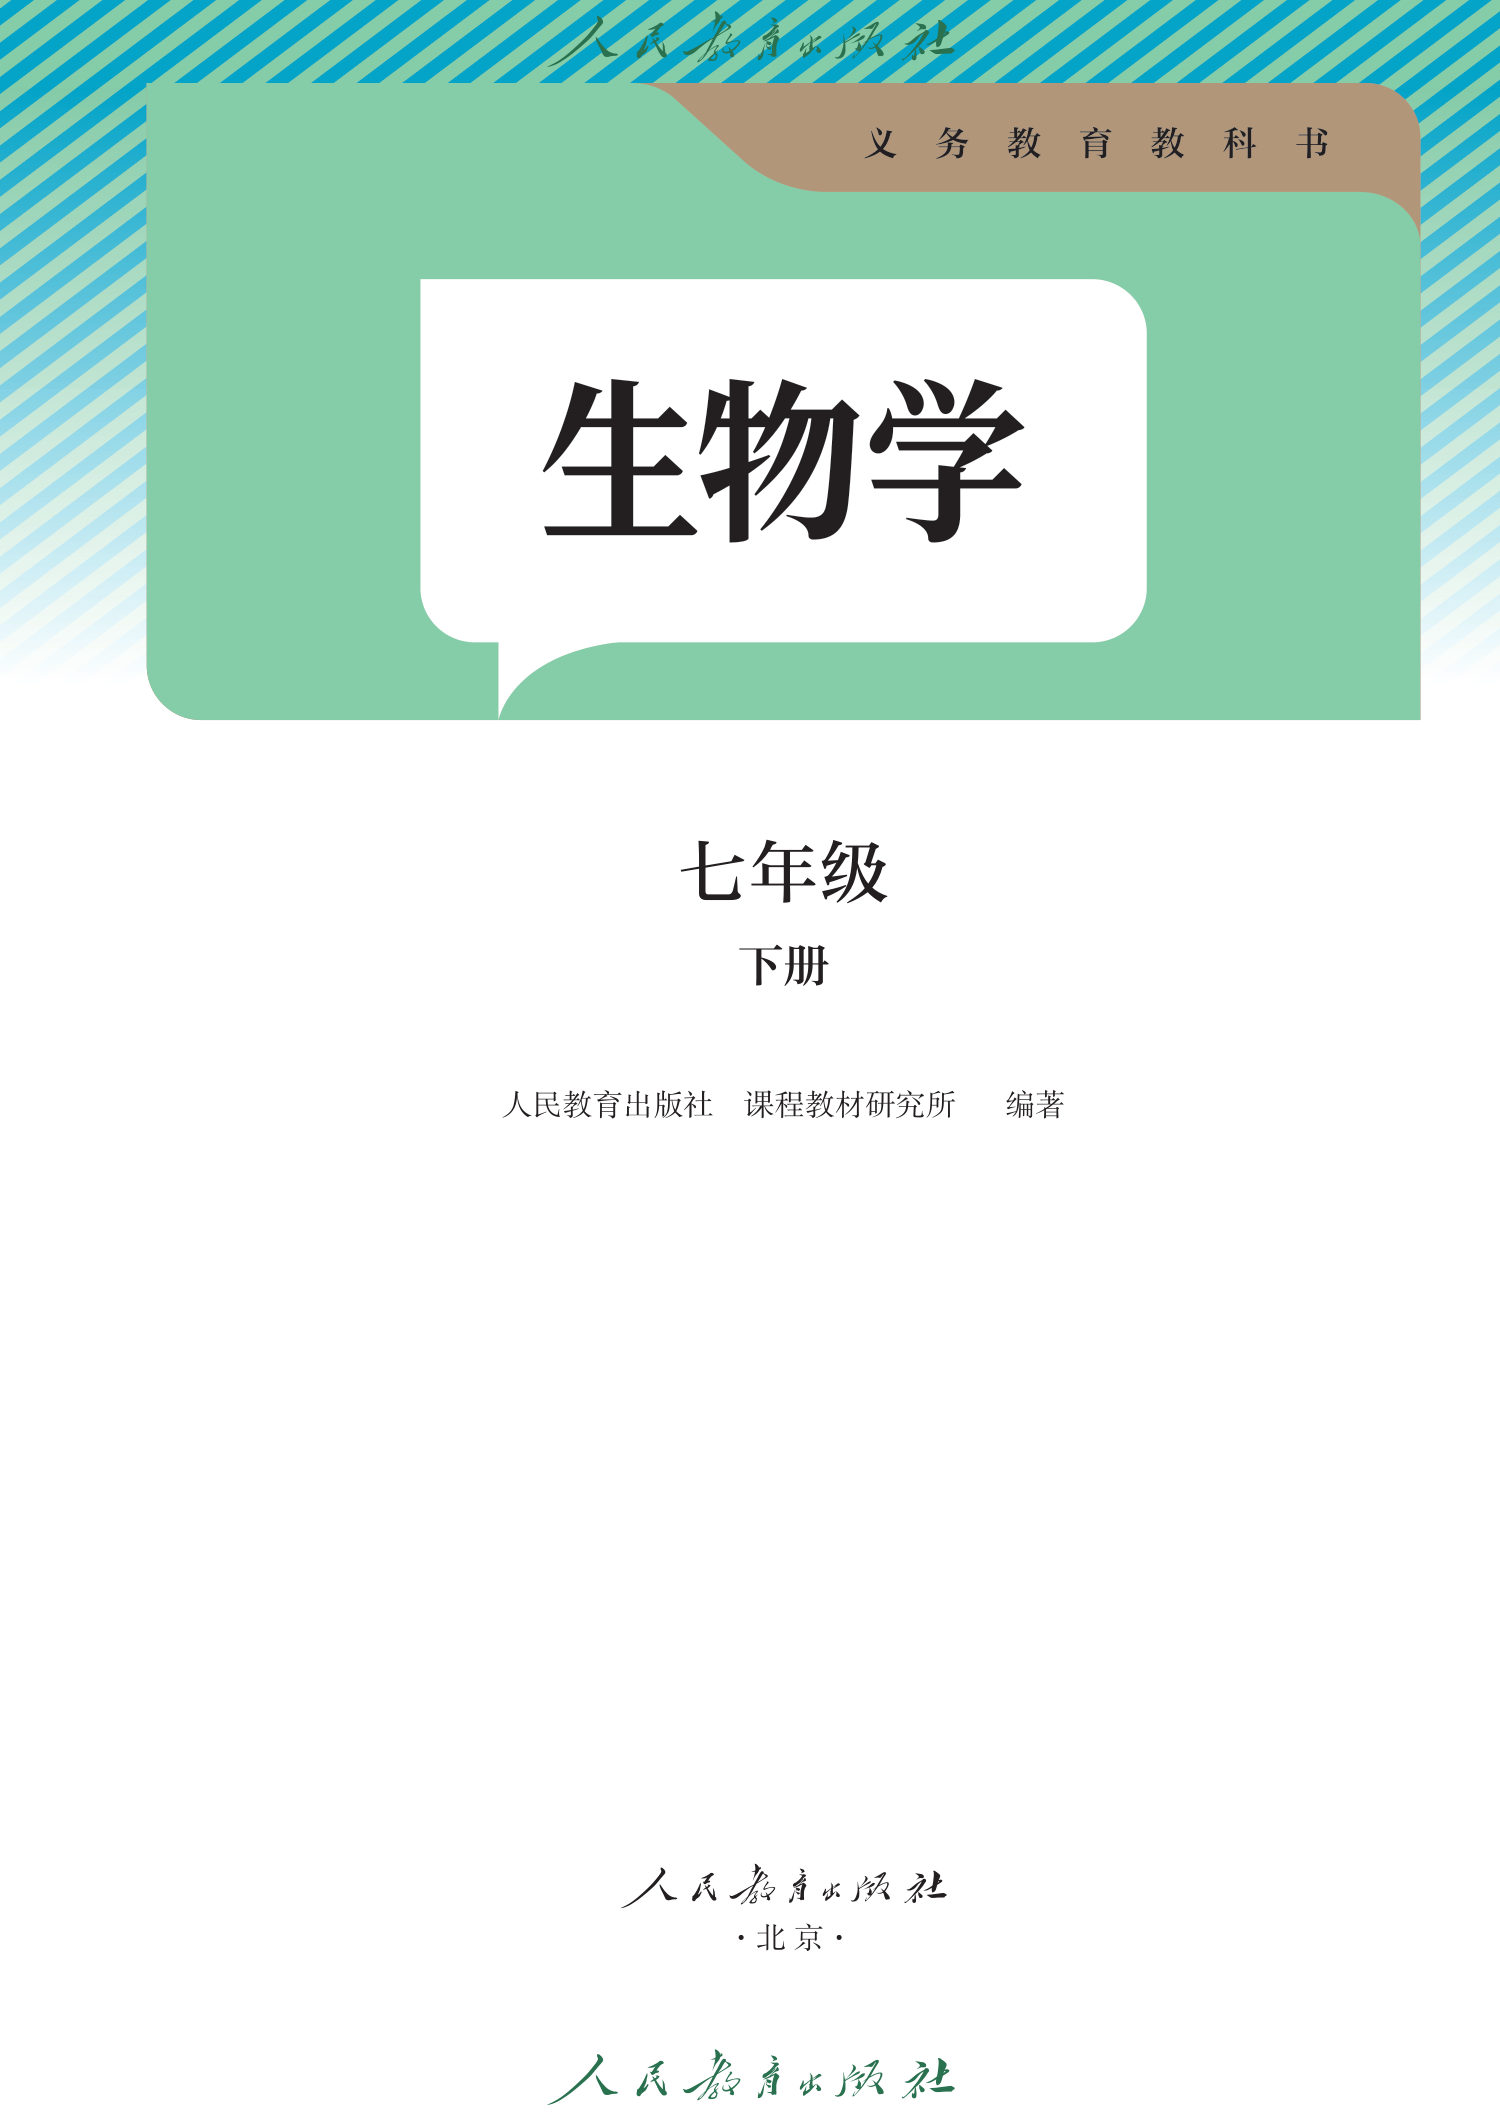 人民教育出版社
义务教育教科书
生物学
七年级
下册
人民教育出版社 课程教材研究所 编著
人民教育出版社
·北京·
人民教育出版社